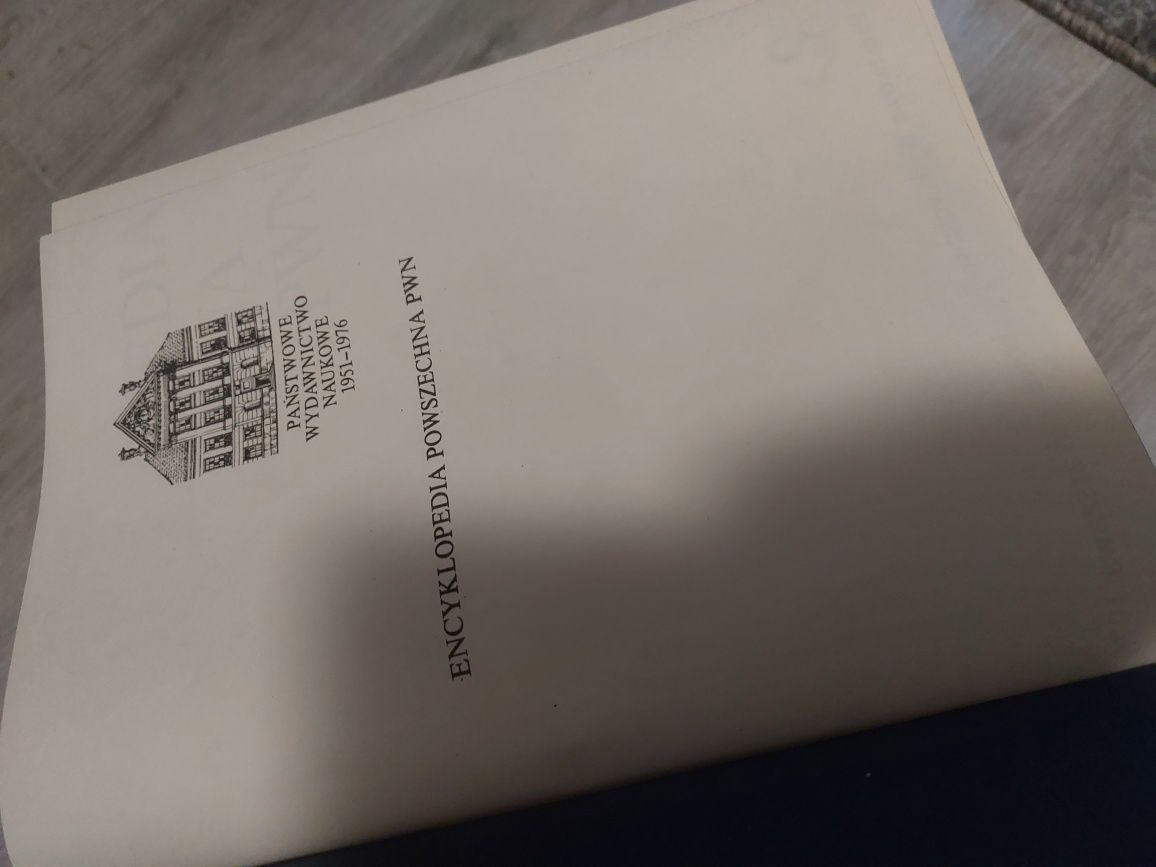 PAŃSTWOWE
WYDAWNICTWO
NAUKOWE
1951–1976
ENCYKLOPEDIA POWSZECHNA PWN